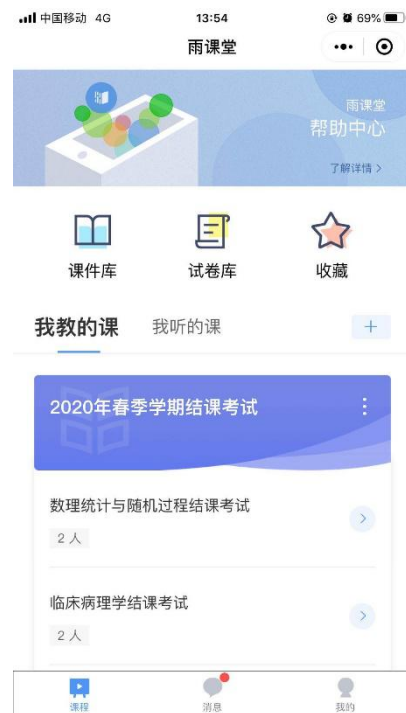 中国移动 4G 13:54 69%
雨课堂
雨课堂
帮助中心
了解详情 >
课件库 试卷库 收藏
我教的课 我听的课 +
2020年春季学期结课考试
数理统计与随机过程结课考试
2 人
临床病理学结课考试
2 人
课程 消息 我的